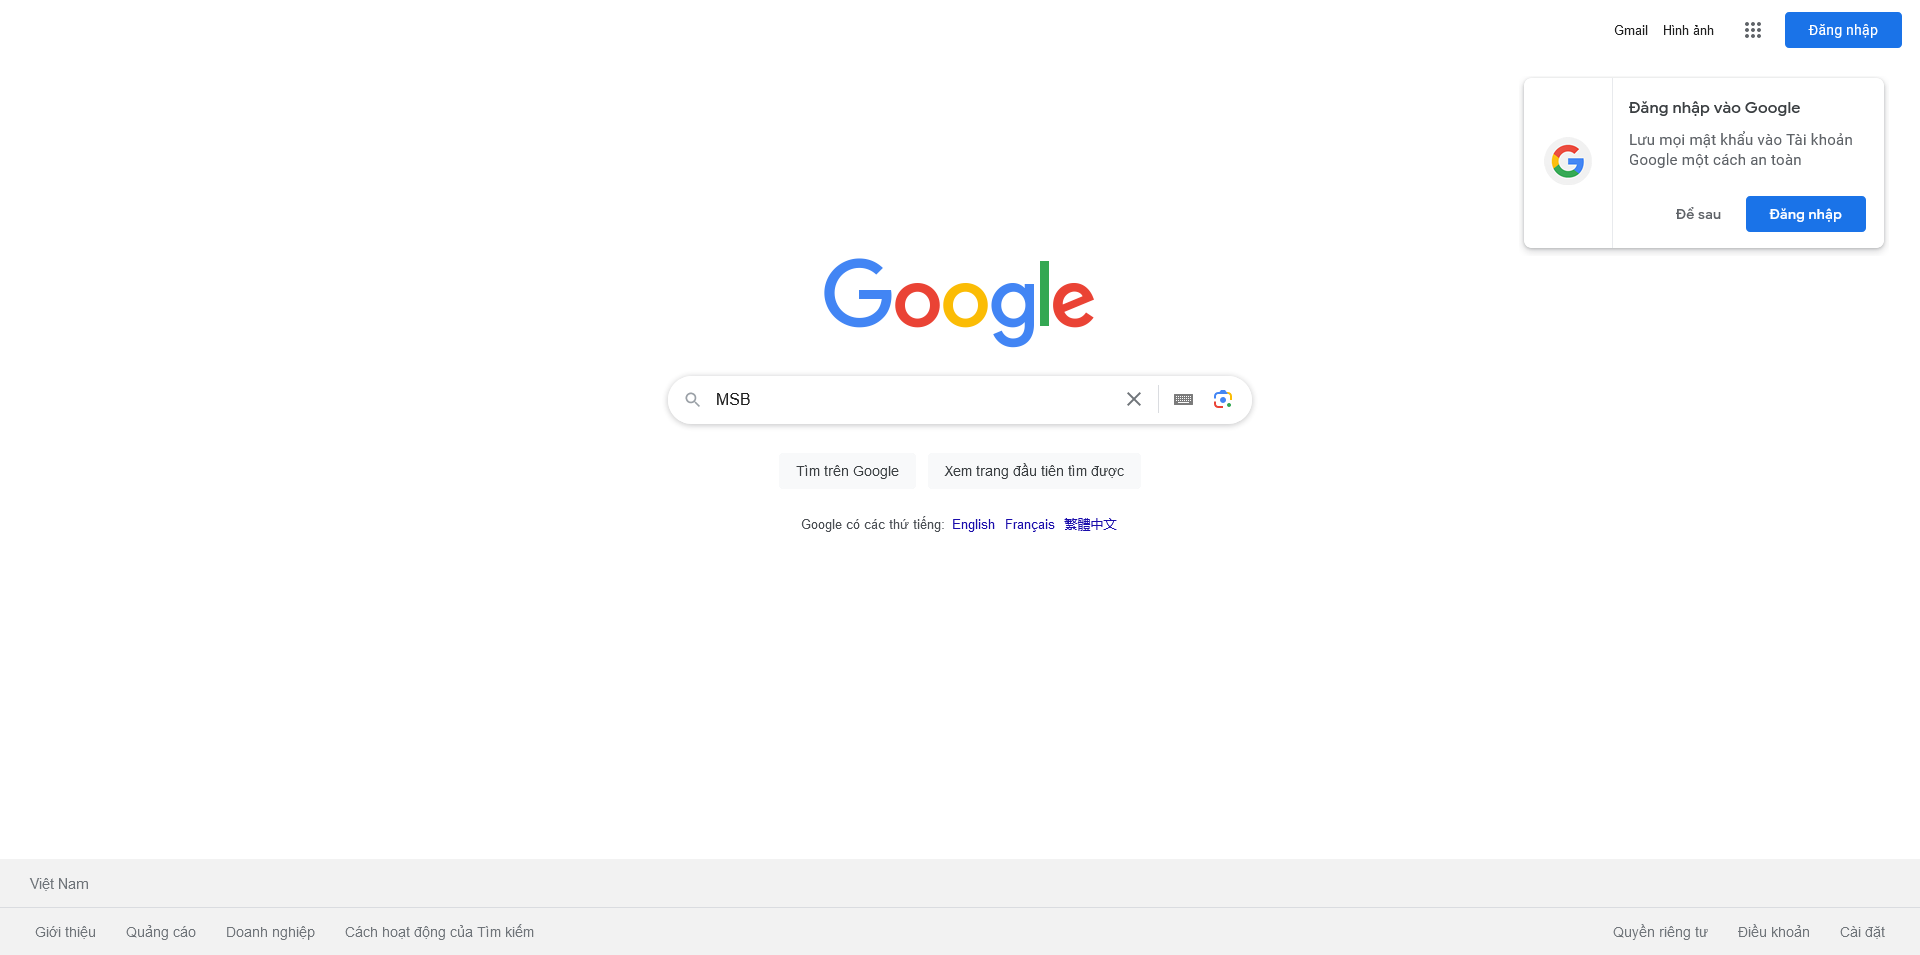 Gmail Hình ảnh Đăng nhập
Đăng nhập vào Google
Lưu mọi mật khẩu vào Tài khoản
Google một cách an toàn
Để sau Đăng nhập
Google
MSB
Tìm trên Google Xem trang đầu tiên tìm được
Google có các thứ tiếng: English Français 繁體中文
Việt Nam
Giới thiệu Quảng cáo Doanh nghiệp Cách hoạt động của Tìm kiếm Quyền riêng tư Điều khoản Cài đặt